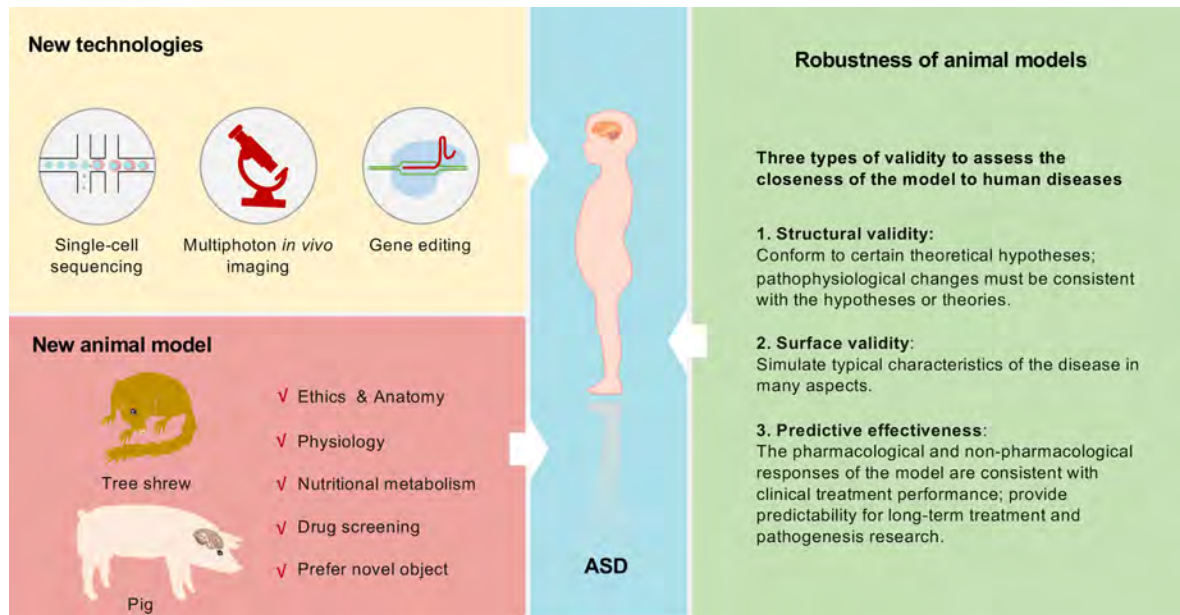 New technologies
Single-cell
sequencing
Multiphoton in vivo
imaging
Gene editing
New animal model
Tree shrew
Pig
√ Ethics & Anatomy
√ Physiology
√ Nutritional metabolism
√ Drug screening
√ Prefer novel object
ASD
Robustness of animal models
Three types of validity to assess the
closeness of the model to human diseases
1. Structural validity:
Conform to certain theoretical hypotheses;
pathophysiological changes must be consistent
with the hypotheses or theories.
2. Surface validity:
Simulate typical characteristics of the disease in
many aspects.
3. Predictive effectiveness:
The pharmacological and non-pharmacological
responses of the model are consistent with
clinical treatment performance; provide
predictability for long-term treatment and
pathogenesis research.